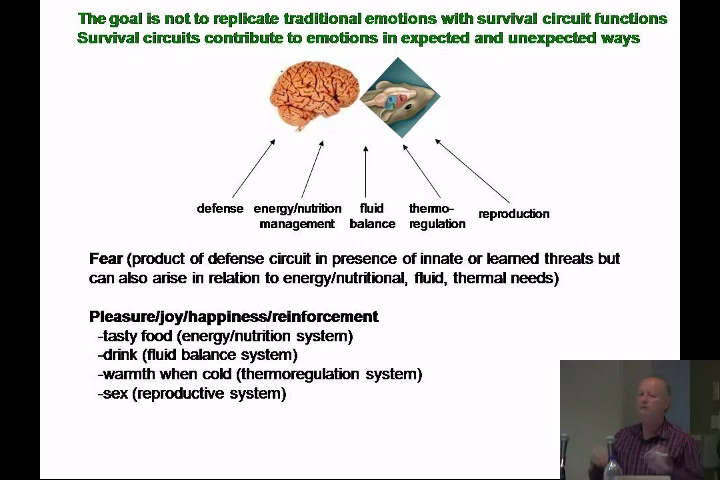 The goal is not to replicate traditional emotions with survival circuit functions
Survival circuits contribute to emotions in expected and unexpected ways
defense energy/nutrition management fluid balance thermo-regulation reproduction
Fear (product of defense circuit in presence of innate or learned threats but
can also arise in relation to energy/nutritional, fluid, thermal needs)
Pleasure/joy/happiness/reinforcement
-tasty food (energy/nutrition system)
-drink (fluid balance system)
-warmth when cold (thermoregulation system)
-sex (reproductive system)